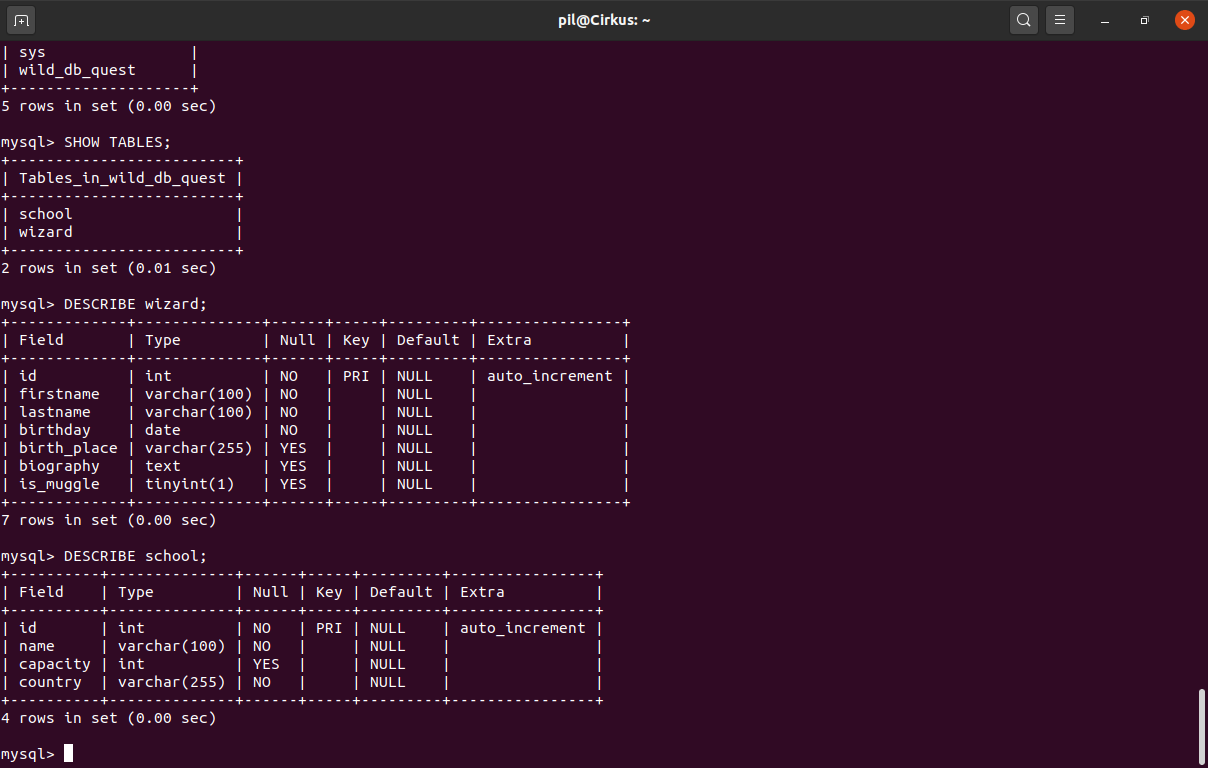 pil@Cirkus: ~
| sys                |
| wild_db_quest      |
+--------------------+
5 rows in set (0.00 sec)
mysql> SHOW TABLES;
+-------------------------+
| Tables_in_wild_db_quest |
+-------------------------+
| school                  |
| wizard                  |
+-------------------------+
2 rows in set (0.01 sec)
mysql> DESCRIBE wizard;
+-------------+--------------+------+-----+---------+----------------+
| Field       | Type         | Null | Key | Default | Extra          |
+-------------+--------------+------+-----+---------+----------------+
| id          | int          | NO   | PRI | NULL    | auto_increment |
| firstname   | varchar(100) | NO   |     | NULL    |                |
| lastname    | varchar(100) | NO   |     | NULL    |                |
| birthday    | date         | NO   |     | NULL    |                |
| birth_place | varchar(255) | YES  |     | NULL    |                |
| biography   | text         | YES  |     | NULL    |                |
| is_muggle   | tinyint(1)   | YES  |     | NULL    |                |
+-------------+--------------+------+-----+---------+----------------+
7 rows in set (0.00 sec)
mysql> DESCRIBE school;
+----------+--------------+------+-----+---------+----------------+
| Field    | Type         | Null | Key | Default | Extra          |
+----------+--------------+------+-----+---------+----------------+
| id       | int          | NO   | PRI | NULL    | auto_increment |
| name     | varchar(100) | NO   |     | NULL    |                |
| capacity | int          | YES  |     | NULL    |                |
| country  | varchar(255) | NO   |     | NULL    |                |
+----------+--------------+------+-----+---------+----------------+
4 rows in set (0.00 sec)
mysql>